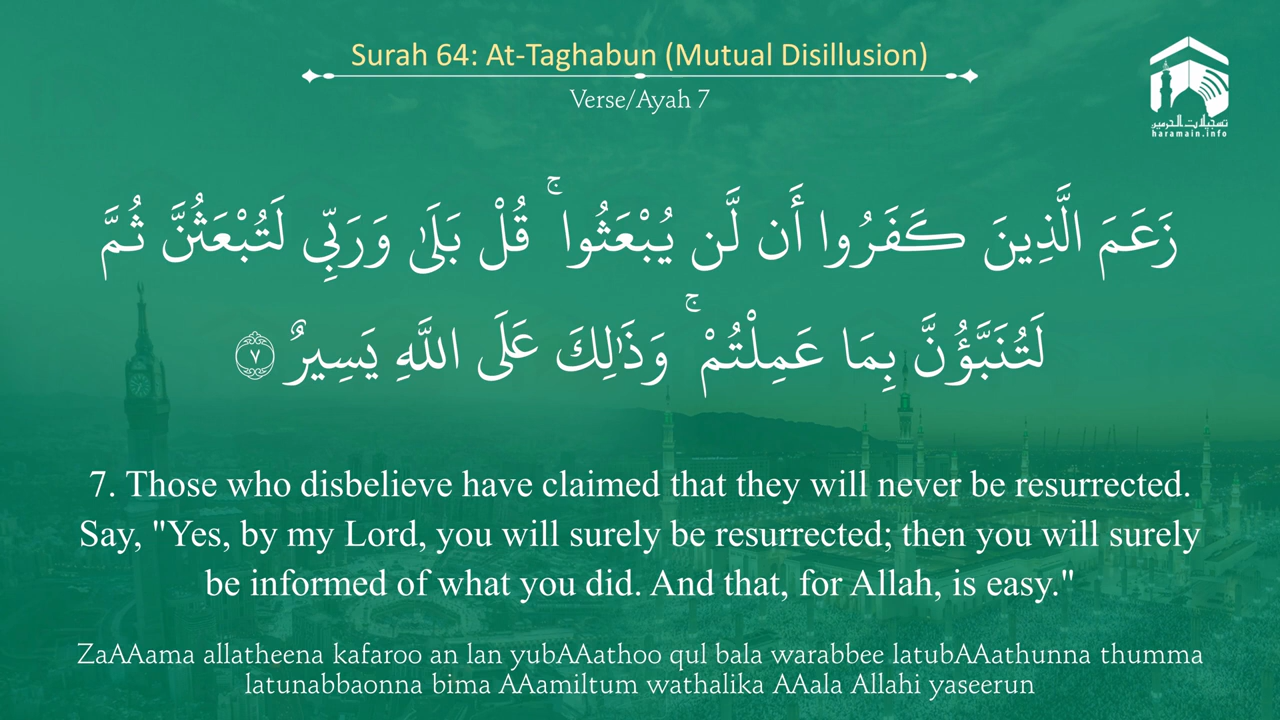 Surah 64: At-Taghabun (Mutual Disillusion)
Verse/Ayah 7
تسجيلات الحرمين
haramain.info
زَعَمَ الَّذِينَ كَفَرُوا أَن لَّن يُبْعَثُوا ۚ قُلْ بَلَىٰ وَرَبِّي لَتُبْعَثُنَّ ثُمَّ
لَتُنَبَّؤُنَّ بِمَا عَمِلْتُمْ ۚ وَذَٰلِكَ عَلَى اللَّهِ يَسِيرٌ ﴿٧﴾
7. Those who disbelieve have claimed that they will never be resurrected.
Say, "Yes, by my Lord, you will surely be resurrected; then you will surely
be informed of what you did. And that, for Allah, is easy."
ZaAAama allatheena kafaroo an lan yubAAathoo qul bala warabbee latubAAathunna thumma
latunabbaonna bima AAamiltum wathalika AAala Allahi yaseerun